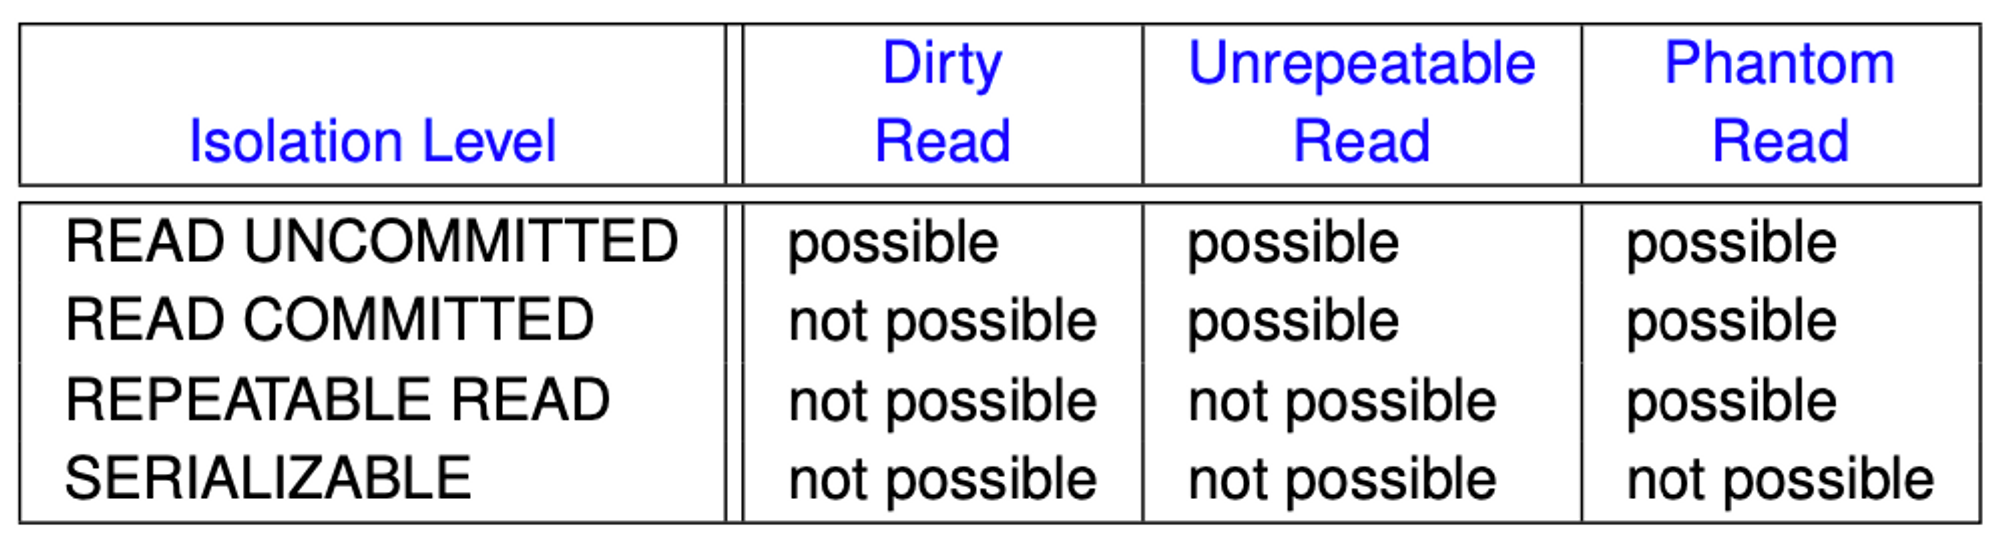 Isolation Level Dirty Read Unrepeatable Read Phantom Read
READ UNCOMMITTED possible possible possible
READ COMMITTED not possible possible possible
REPEATABLE READ not possible not possible possible
SERIALIZABLE not possible not possible not possible